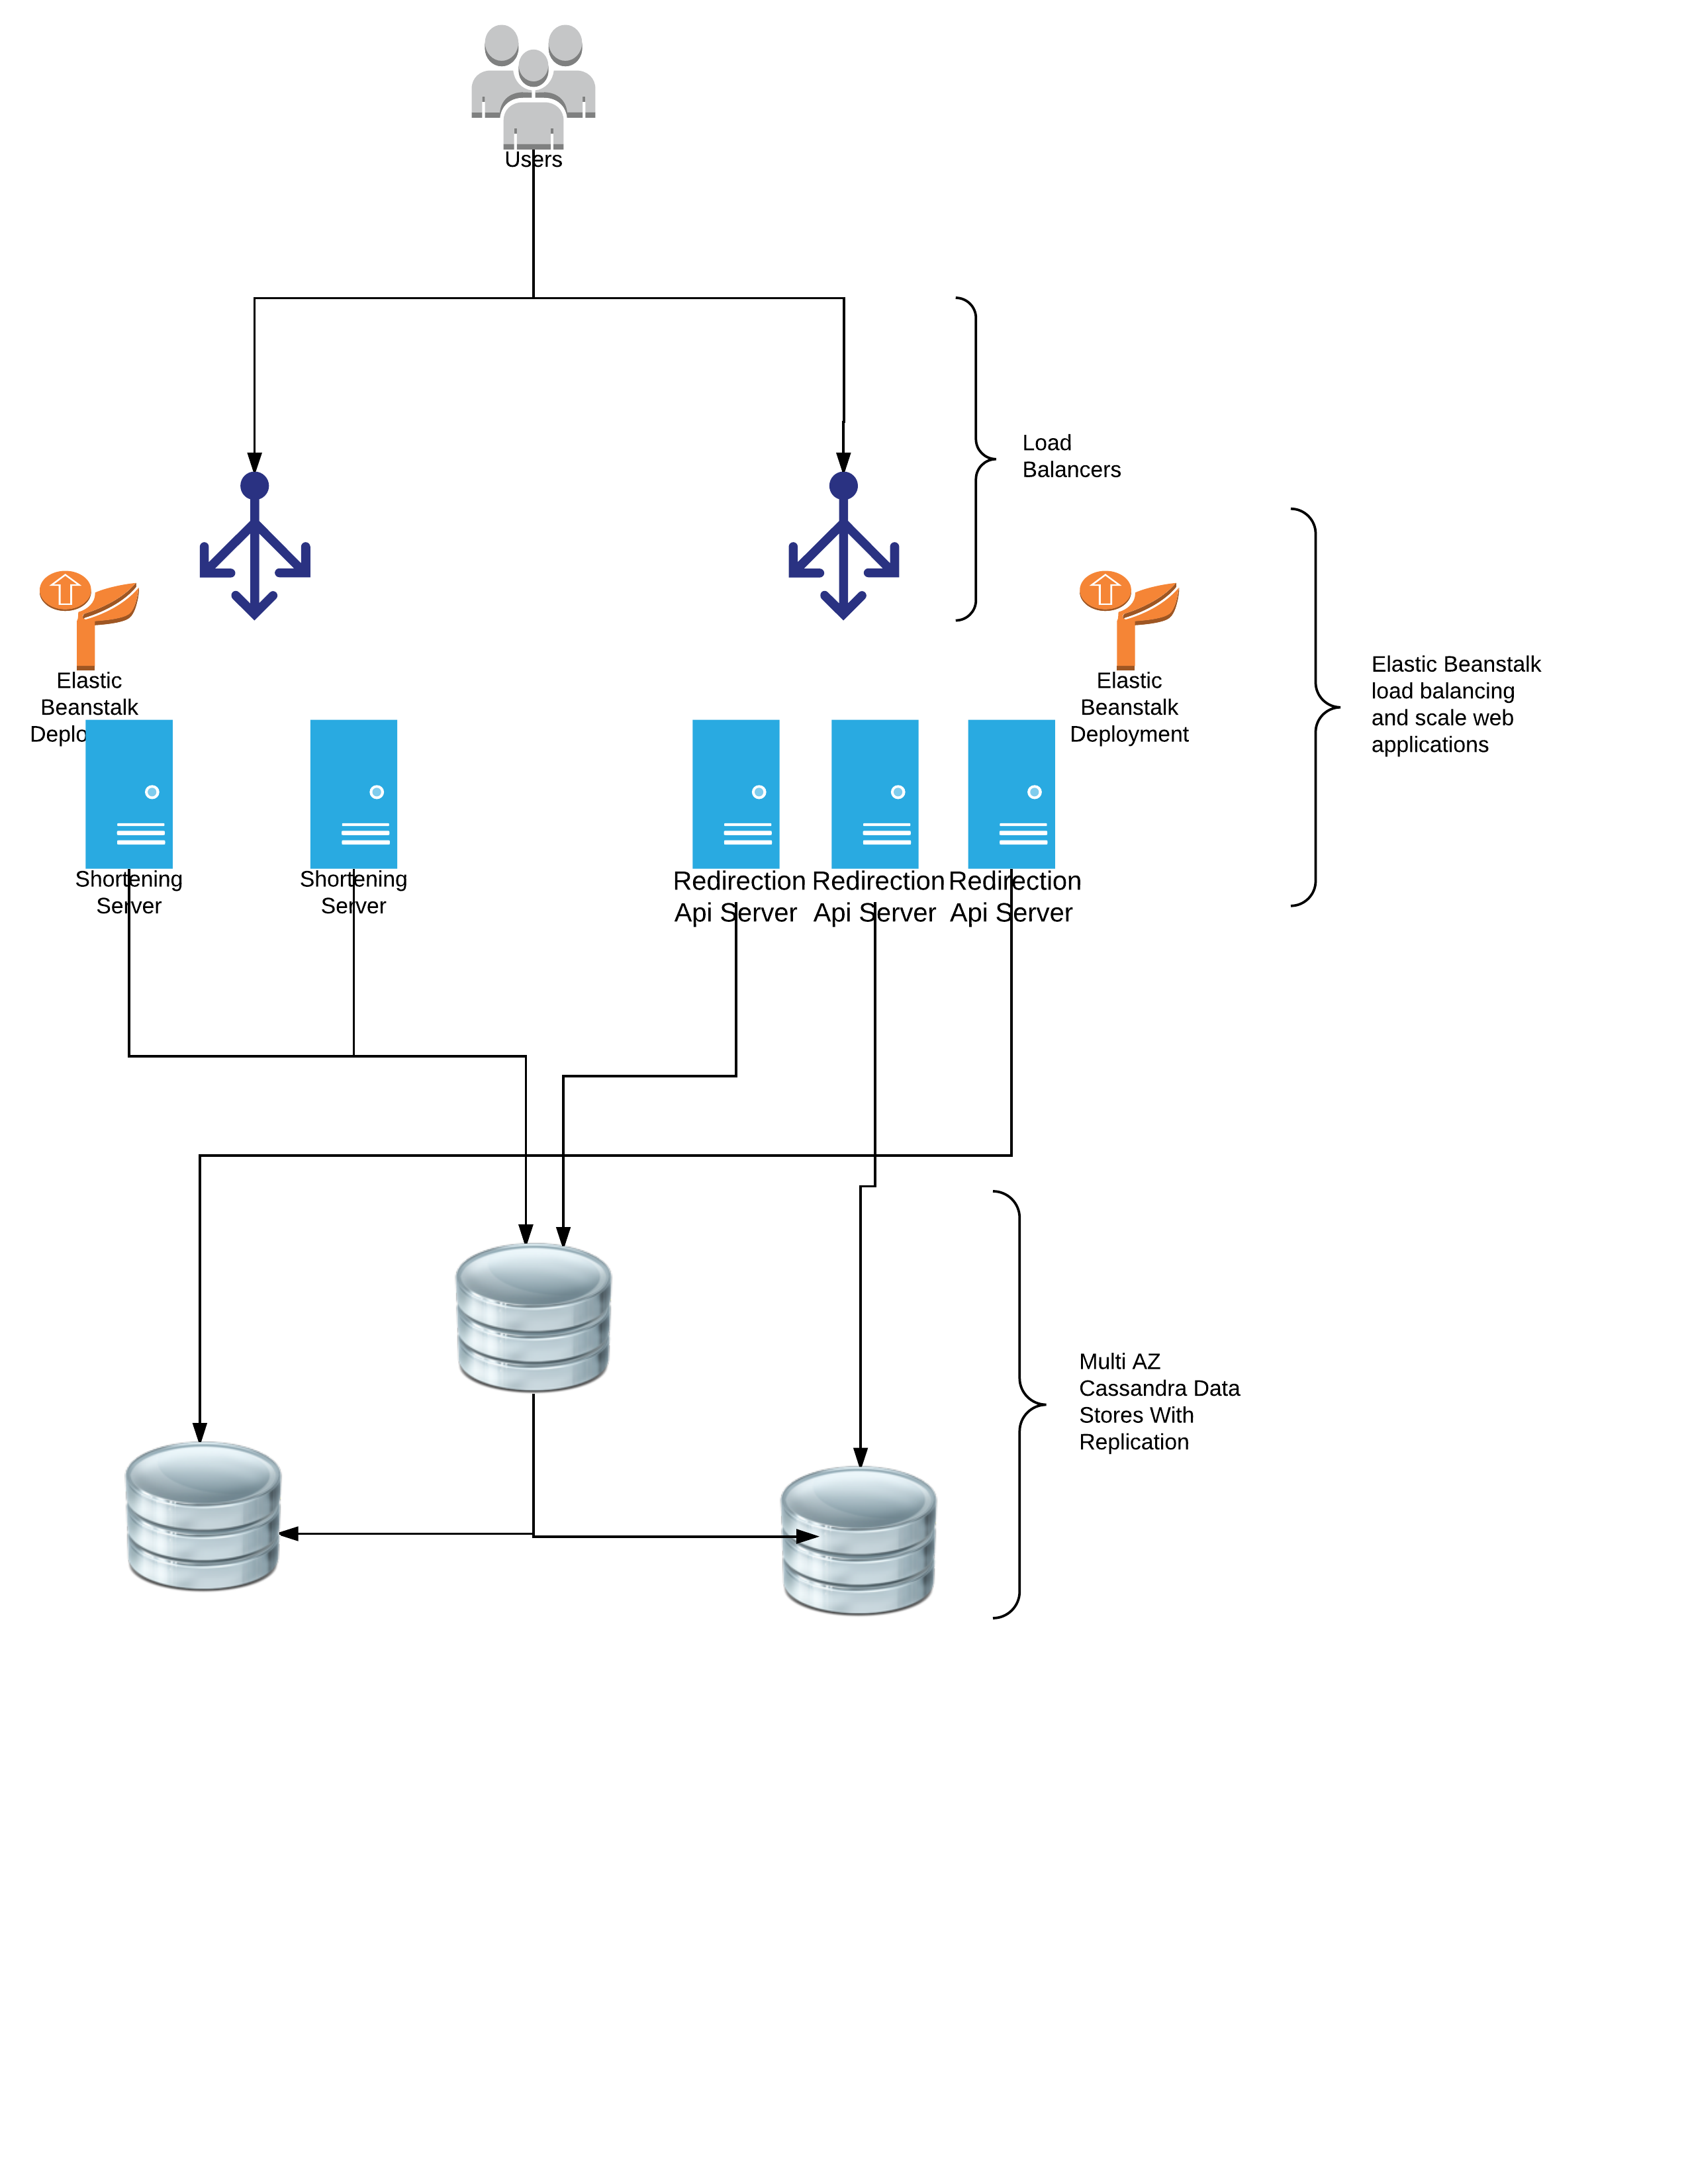 Users
Load
Balancers
Elastic
Beanstalk
Deplo
Elastic
Beanstalk
Deployment
Elastic Beanstalk
load balancing
and scale web
applications
Shortening
Server
Shortening
Server
Redirection
Api Server
Redirection
Api Server
Redirection
Api Server
Multi AZ
Cassandra Data
Stores With
Replication